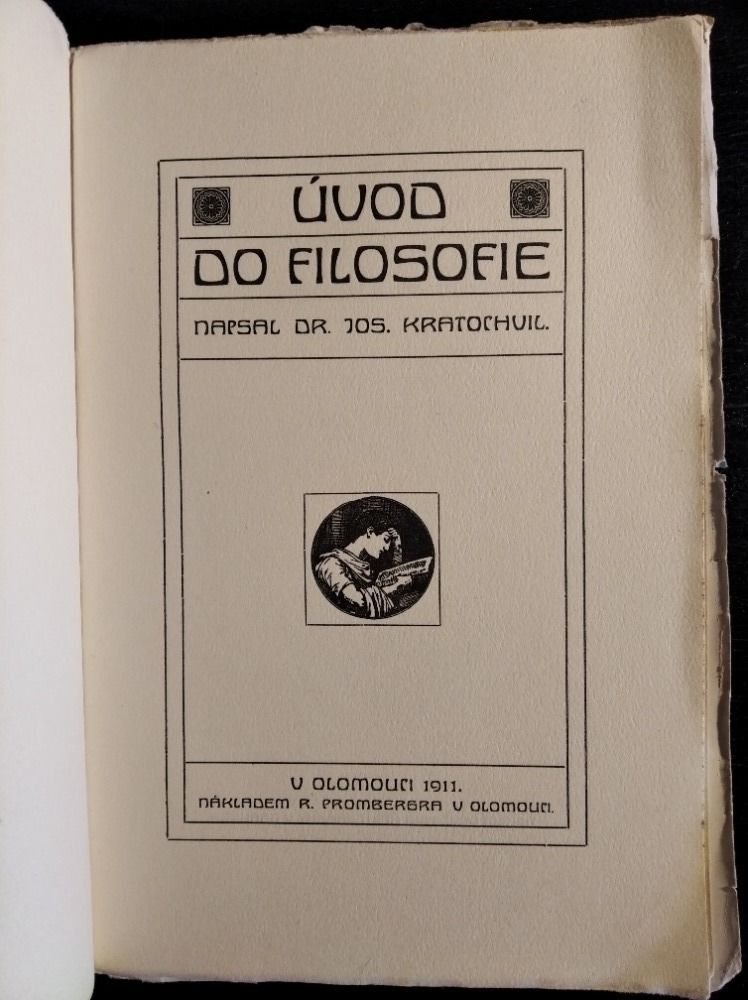 ÚVOD
DO FILOSOFIE
NAPSAL DR. JOS. KRATOCHVIL.
V OLOMOUCI 1911.
NÁKLADEM R. PROMBERGRA V OLOMOUCI.